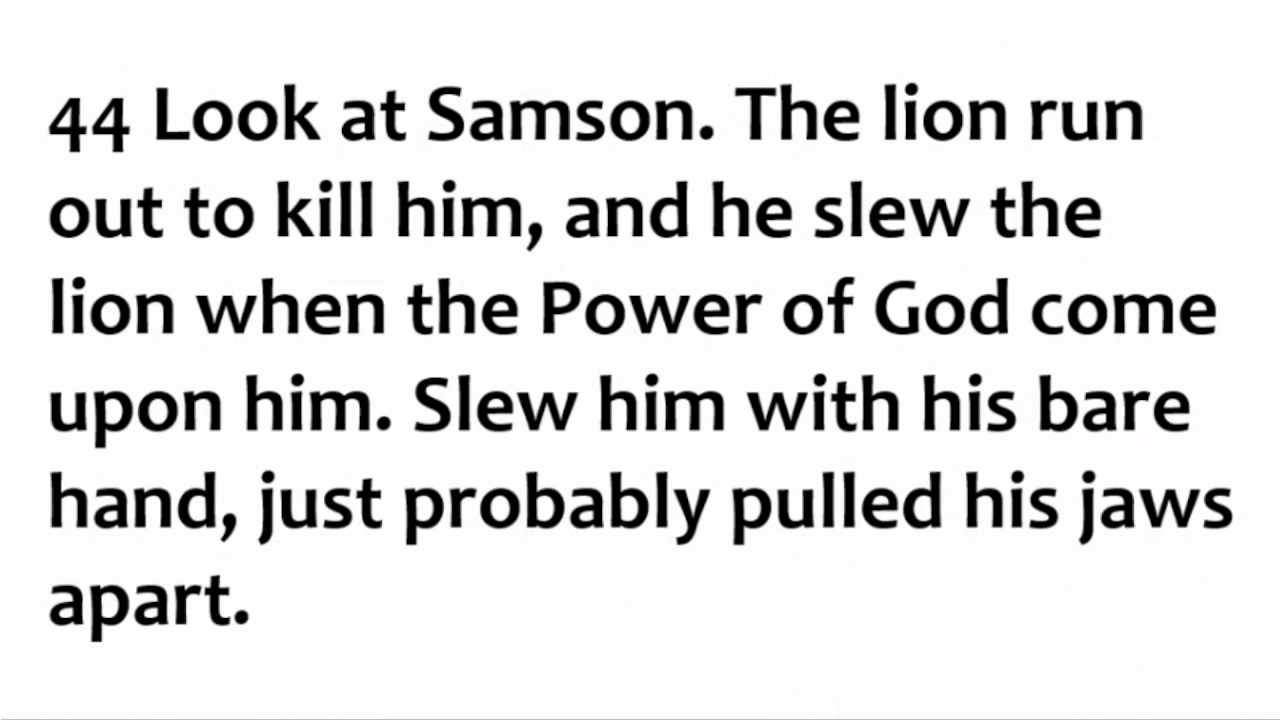 44 Look at Samson. The lion run
out to kill him, and he slew the
lion when the Power of God come
upon him. Slew him with his bare
hand, just probably pulled his jaws
apart.